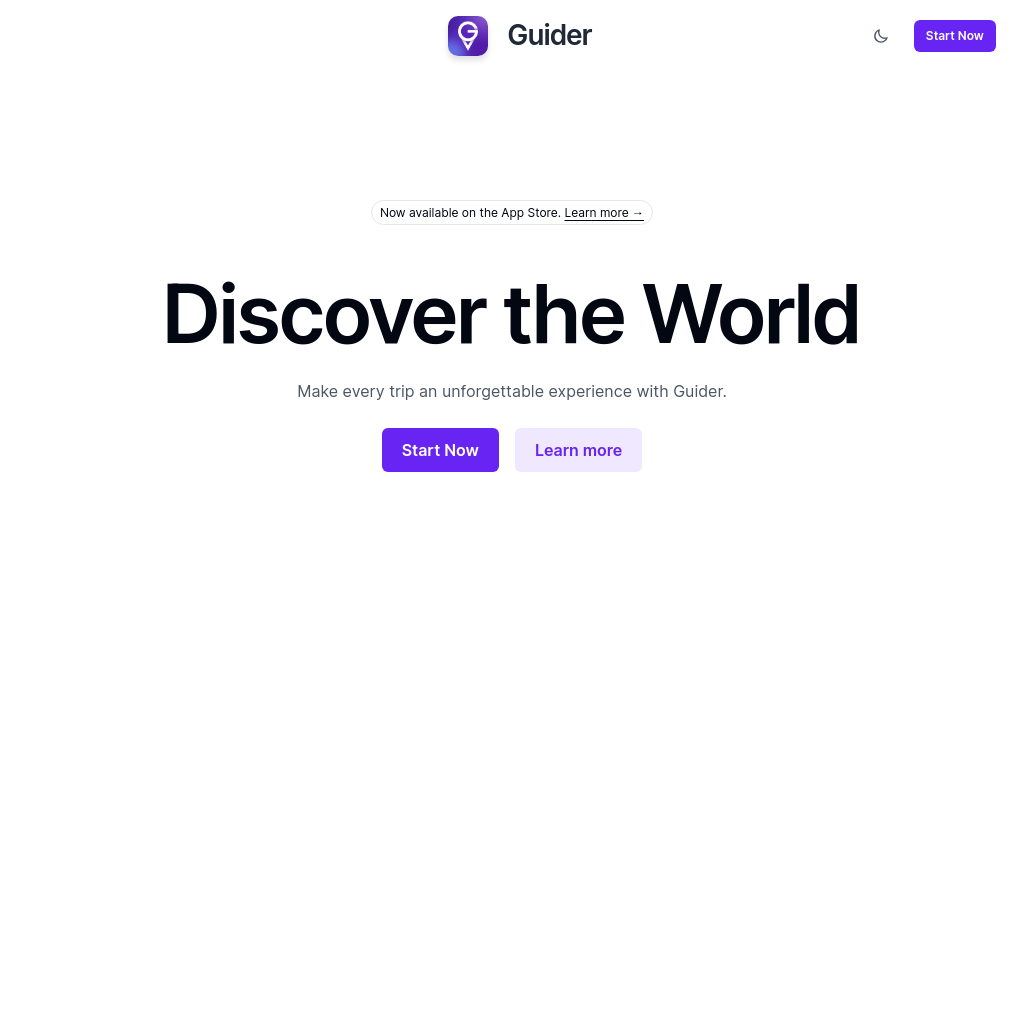 Guider
Start Now
Now available on the App Store. Learn more →
Discover the World
Make every trip an unforgettable experience with Guider.
Start Now
Learn more